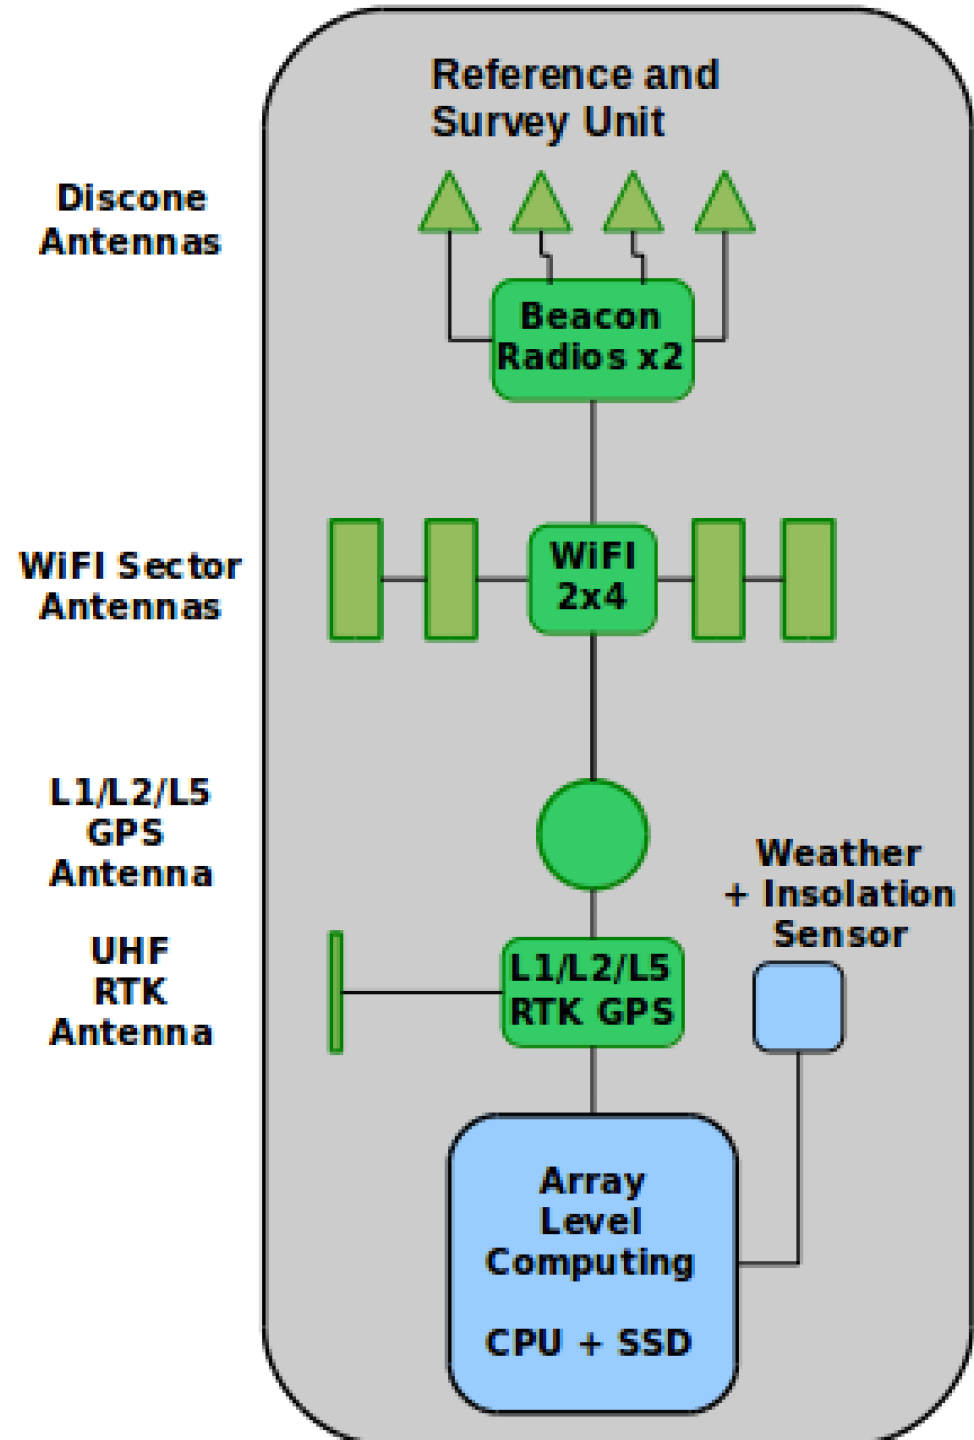 Reference and
Survey Unit
Discone
Antennas
Beacon
Radios x2
WiFI Sector
Antennas
WiFI
2x4
L1/L2/L5
GPS
Antenna
Weather
+ Insolation
Sensor
UHF
RTK
Antenna
L1/L2/L5
RTK GPS
Array
Level
Computing
CPU + SSD